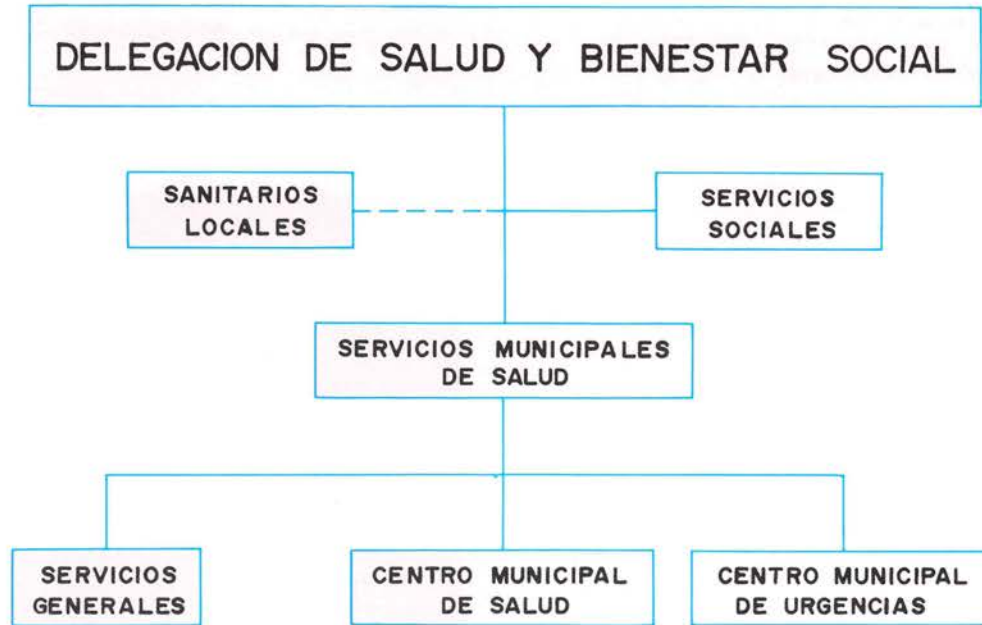 DELEGACION DE SALUD Y BIENESTAR SOCIAL
SANITARIOS
LOCALES
SERVICIOS
SOCIALES
SERVICIOS MUNICIPALES
DE SALUD
SERVICIOS
GENERALES
CENTRO MUNICIPAL
DE SALUD
CENTRO MUNICIPAL
DE URGENCIAS